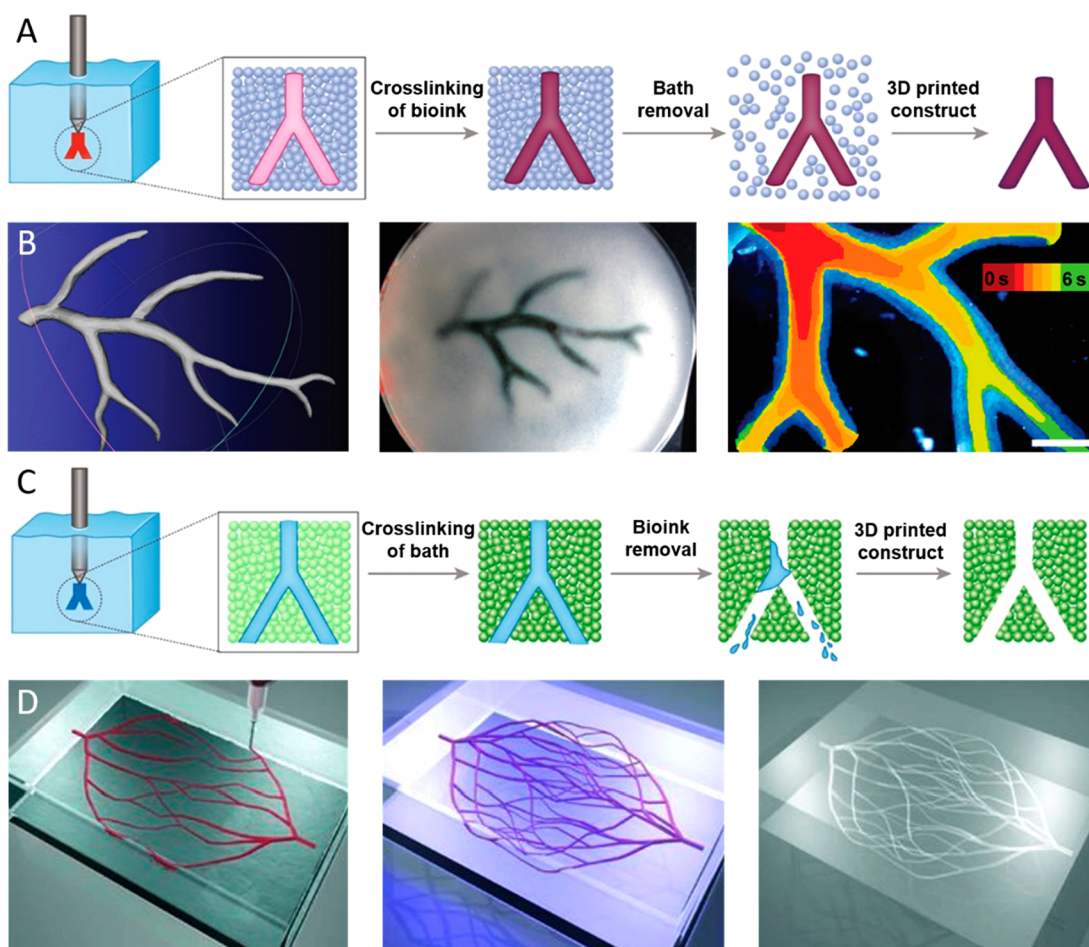 A
Crosslinking
of bioink
Bath
removal
3D printed
construct
B
0 s
6 s
C
Crosslinking
of bath
Bioink
removal
3D printed
construct
D